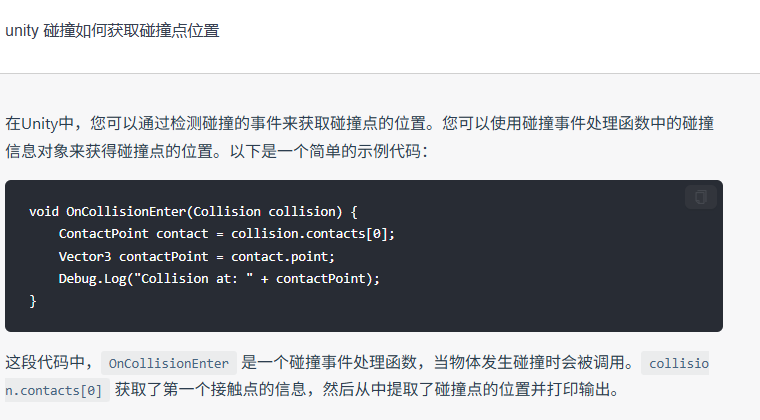 unity 碰撞如何获取碰撞点位置
在Unity中，您可以通过检测碰撞的事件来获取碰撞点的位置。您可以使用碰撞事件处理函数中的碰撞
信息对象来获得碰撞点的位置。以下是一个简单的示例代码：
void OnCollisionEnter(Collision collision) {
    ContactPoint contact = collision.contacts[0];
    Vector3 contactPoint = contact.point;
    Debug.Log("Collision at: " + contactPoint);
}
这段代码中， OnCollisionEnter 是一个碰撞事件处理函数，当物体发生碰撞时会被调用。 collisio
n.contacts[0] 获取了第一个接触点的信息，然后从中提取了碰撞点的位置并打印输出。